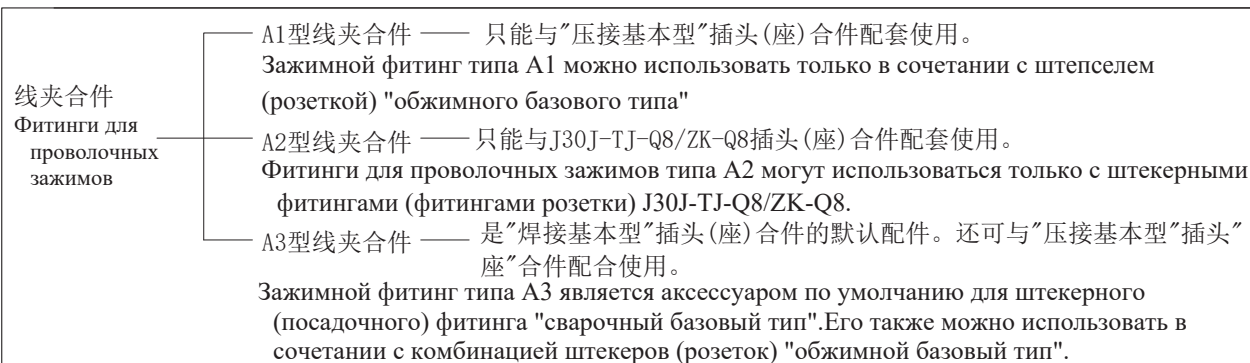 A1型线夹合件 —— 只能与"压接基本型"插头(座)合件配套使用。
Зажимной фитинг типа А1 можно использовать только в сочетании с штепселем
(розеткой) "обжимного базового типа"
线夹合件
Фитинги для
проволочных
зажимов
A2型线夹合件 —— 只能与J30J-TJ-Q8/ZK-Q8插头(座)合件配套使用。
Фитинги для проволочных зажимов типа А2 могут использоваться только с штекерными
фитингами (фитингами розетки) J30J-TJ-Q8/ZK-Q8.
A3型线夹合件 —— 是"焊接基本型"插头(座)合件的默认配件。还可与"压接基本型"插头"
座"合件配合使用。
Зажимной фитинг типа А3 является аксессуаром по умолчанию для штекерного
(посадочного) фитинга "сварочный базовый тип".Его также можно использовать в
сочетании с комбинацией штекеров (розеток) "обжимной базовый тип".